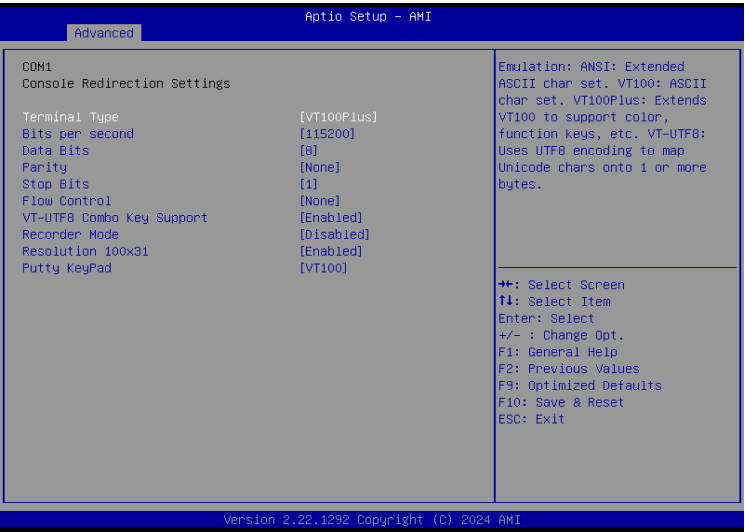 Aptio Setup – AMI
Advanced
COM1
Console Redirection Settings
Terminal Type [VT100Plus]
Bits per second [115200]
Data Bits [8]
Parity [None]
Stop Bits [1]
Flow Control [None]
VT-UTF8 Combo Key Support [Enabled]
Recorder Mode [Disabled]
Resolution 100x31 [Enabled]
Putty KeyPad [VT100]
Emulation: ANSI: Extended
ASCII char set. VT100: ASCII
char set. VT100Plus: Extends
VT100 to support color,
function keys, etc. VT-UTF8:
Uses UTF8 encoding to map
Unicode chars onto 1 or more
bytes.
→←: Select Screen
↑↓: Select Item
Enter: Select
+/- : Change Opt.
F1: General Help
F2: Previous Values
F9: Optimized Defaults
F10: Save & Reset
ESC: Exit
Version 2.22.1292 Copyright (C) 2024 AMI